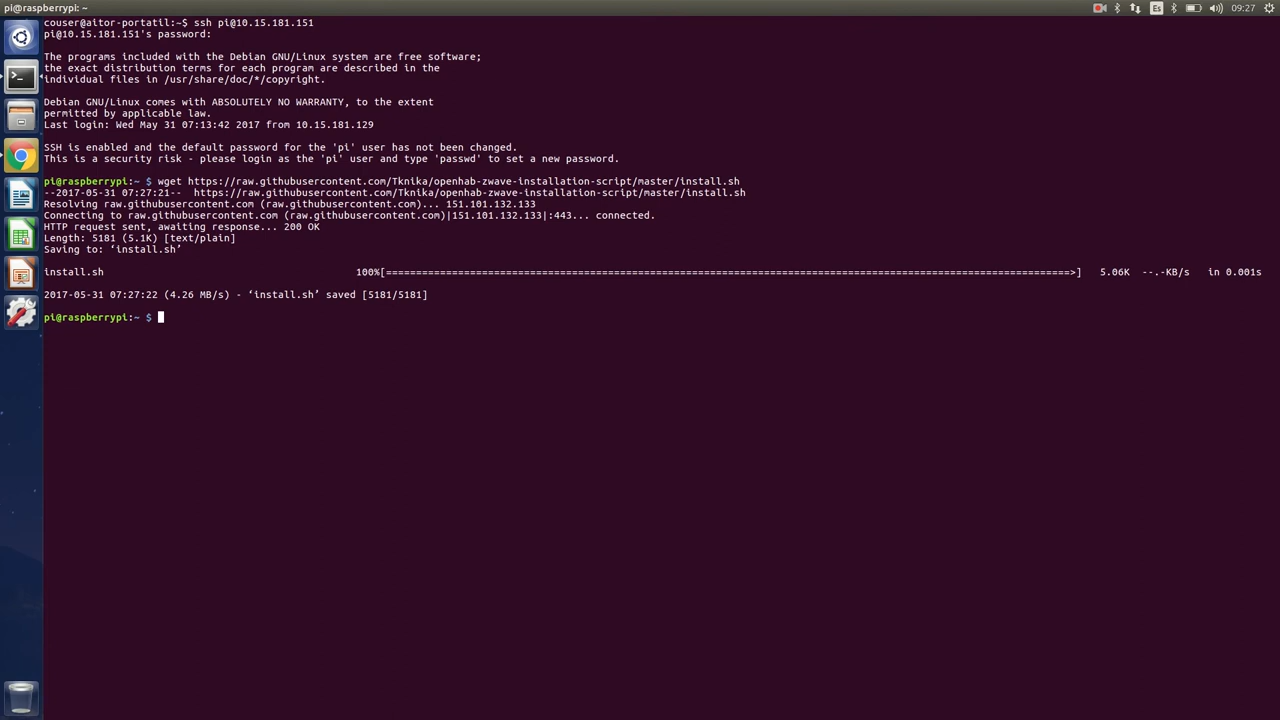 pi@raspberrypi: ~
Es
09:27
couser@aitor-portatil:~$ ssh pi@10.15.181.151
pi@10.15.181.151's password:
The programs included with the Debian GNU/Linux system are free software;
the exact distribution terms for each program are described in the
individual files in /usr/share/doc/*/copyright.
Debian GNU/Linux comes with ABSOLUTELY NO WARRANTY, to the extent
permitted by applicable law.
Last login: Wed May 31 07:13:42 2017 from 10.15.181.129
SSH is enabled and the default password for the 'pi' user has not been changed.
This is a security risk - please login as the 'pi' user and type 'passwd' to set a new password.
pi@raspberrypi:~ $ wget https://raw.githubusercontent.com/Tknika/openhab-zwave-installation-script/master/install.sh
--2017-05-31 07:27:21--  https://raw.githubusercontent.com/Tknika/openhab-zwave-installation-script/master/install.sh
Resolving raw.githubusercontent.com (raw.githubusercontent.com)... 151.101.132.133
Connecting to raw.githubusercontent.com (raw.githubusercontent.com)|151.101.132.133|:443... connected.
HTTP request sent, awaiting response... 200 OK
Length: 5181 (5.1K) [text/plain]
Saving to: ‘install.sh’
install.sh 100%[===================================================================================================================>] 5.06K --.-KB/s in 0.001s
2017-05-31 07:27:22 (4.26 MB/s) - ‘install.sh’ saved [5181/5181]
pi@raspberrypi:~ $